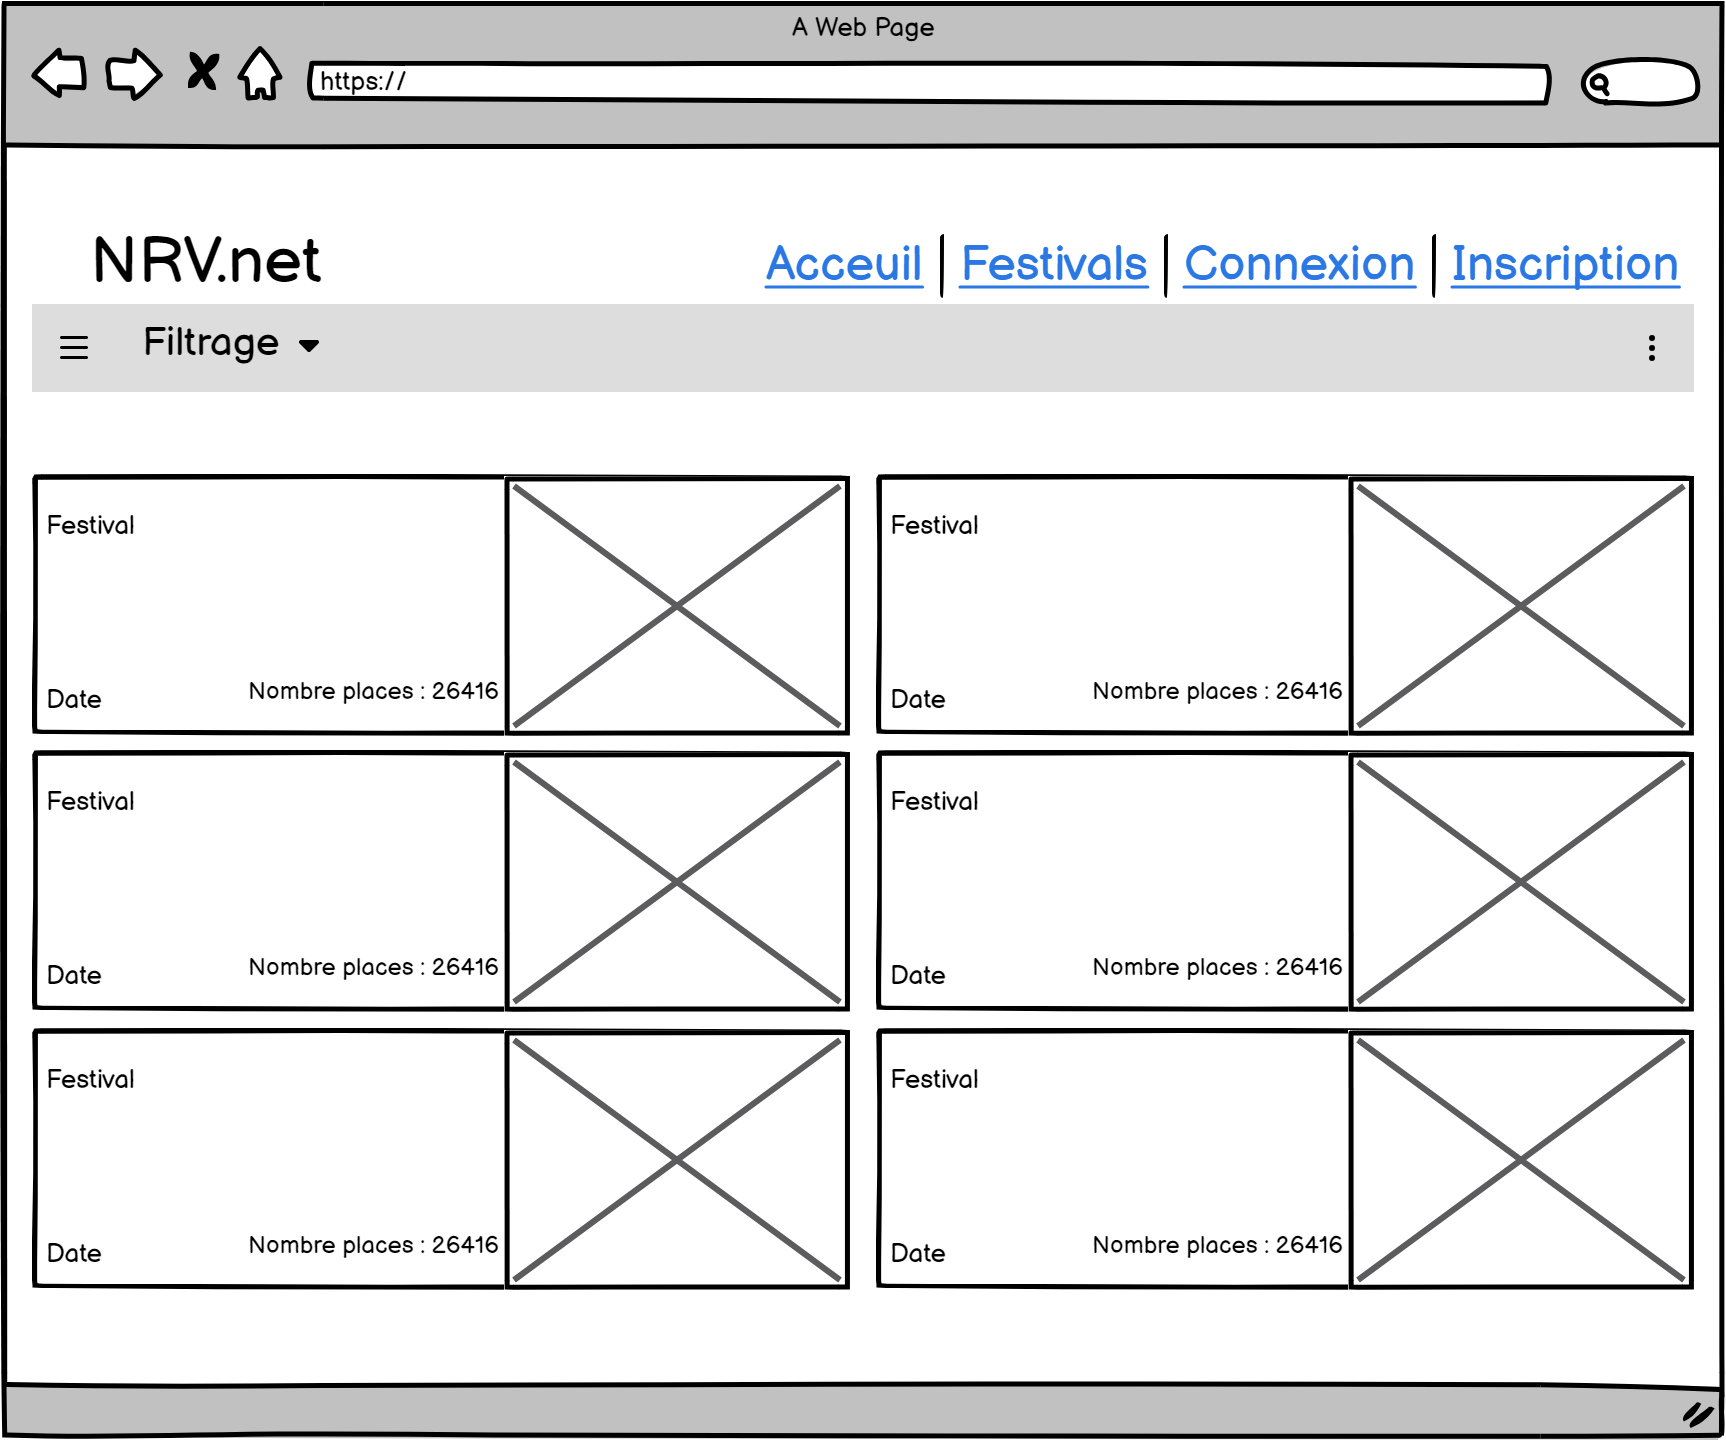 A Web Page
https://
NRV.net
Acceuil | Festivals | Connexion | Inscription
Filtrage
Festival
Date
Nombre places : 26416
Festival
Date
Nombre places : 26416
Festival
Date
Nombre places : 26416
Festival
Date
Nombre places : 26416
Festival
Date
Nombre places : 26416
Festival
Date
Nombre places : 26416